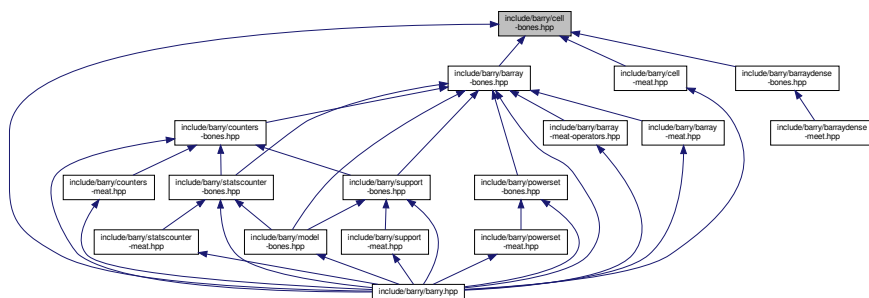 include/barry/cell
-bones.hpp
include/barry/barray
-bones.hpp
include/barry/cell
-meat.hpp
include/barry/barraydense
-bones.hpp
include/barry/counters
-bones.hpp
include/barry/barray
-meat-operators.hpp
include/barry/barray
-meat.hpp
include/barry/barraydense
-meet.hpp
include/barry/counters
-meat.hpp
include/barry/statscounter
-bones.hpp
include/barry/support
-bones.hpp
include/barry/powerset
-bones.hpp
include/barry/statscounter
-meat.hpp
include/barry/model
-bones.hpp
include/barry/support
-meat.hpp
include/barry/powerset
-meat.hpp
include/barry/barry.hpp